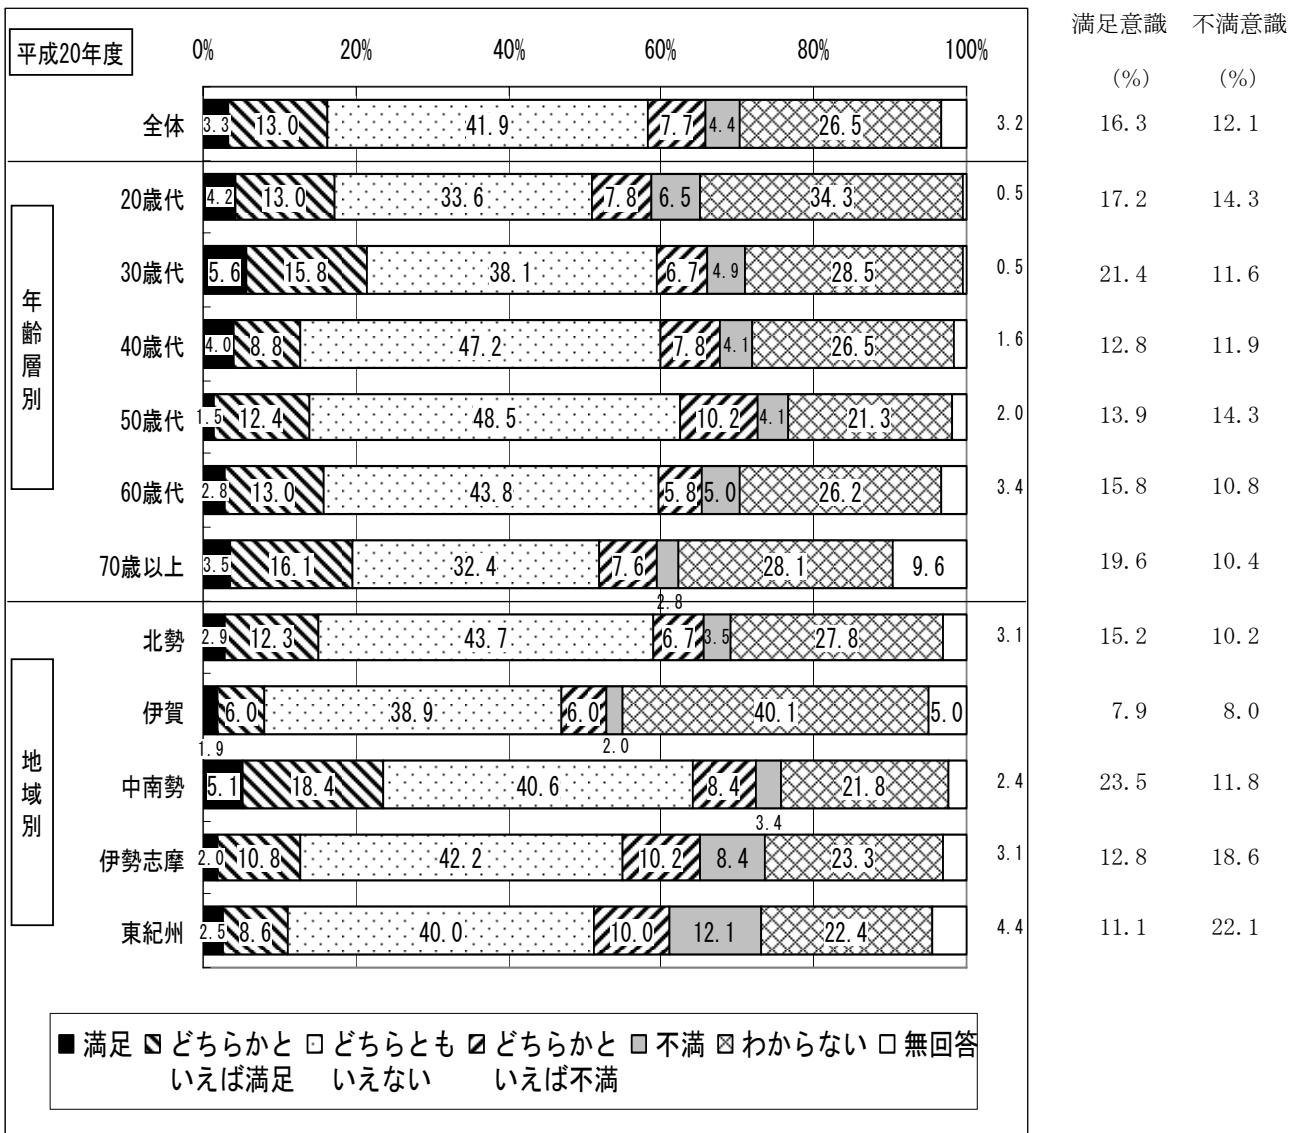 満足意識 不満意識
平成20年度 0% 20% 40% 60% 80% 100%
(%) (%)
全体 3.3 13.0 41.9 7.7 4.4 26.5 3.2 16.3 12.1
年齢層別
20歳代 4.2 13.0 33.6 7.8 6.5 34.3 0.5 17.2 14.3
30歳代 5.6 15.8 38.1 6.7 4.9 28.5 0.5 21.4 11.6
40歳代 4.0 8.8 47.2 7.8 4.1 26.5 1.6 12.8 11.9
50歳代 1.5 12.4 48.5 10.2 4.1 21.3 2.0 13.9 14.3
60歳代 2.8 13.0 43.8 5.8 5.0 26.2 3.4 15.8 10.8
70歳以上 3.5 16.1 32.4 7.6 28.1 9.6 19.6 10.4
2.8
地域別
北勢 2.9 12.3 43.7 6.7 3.5 27.8 3.1 15.2 10.2
伊賀 6.0 38.9 6.0 40.1 5.0 7.9 8.0
1.9 2.0
中南勢 5.1 18.4 40.6 8.4 21.8 2.4 23.5 11.8
3.4
伊勢志摩 2.0 10.8 42.2 10.2 8.4 23.3 3.1 12.8 18.6
東紀州 2.5 8.6 40.0 10.0 12.1 22.4 4.4 11.1 22.1
満足 どちらかと どちらとも どちらかと 不満 わからない 無回答
いえば満足 いえない いえば不満